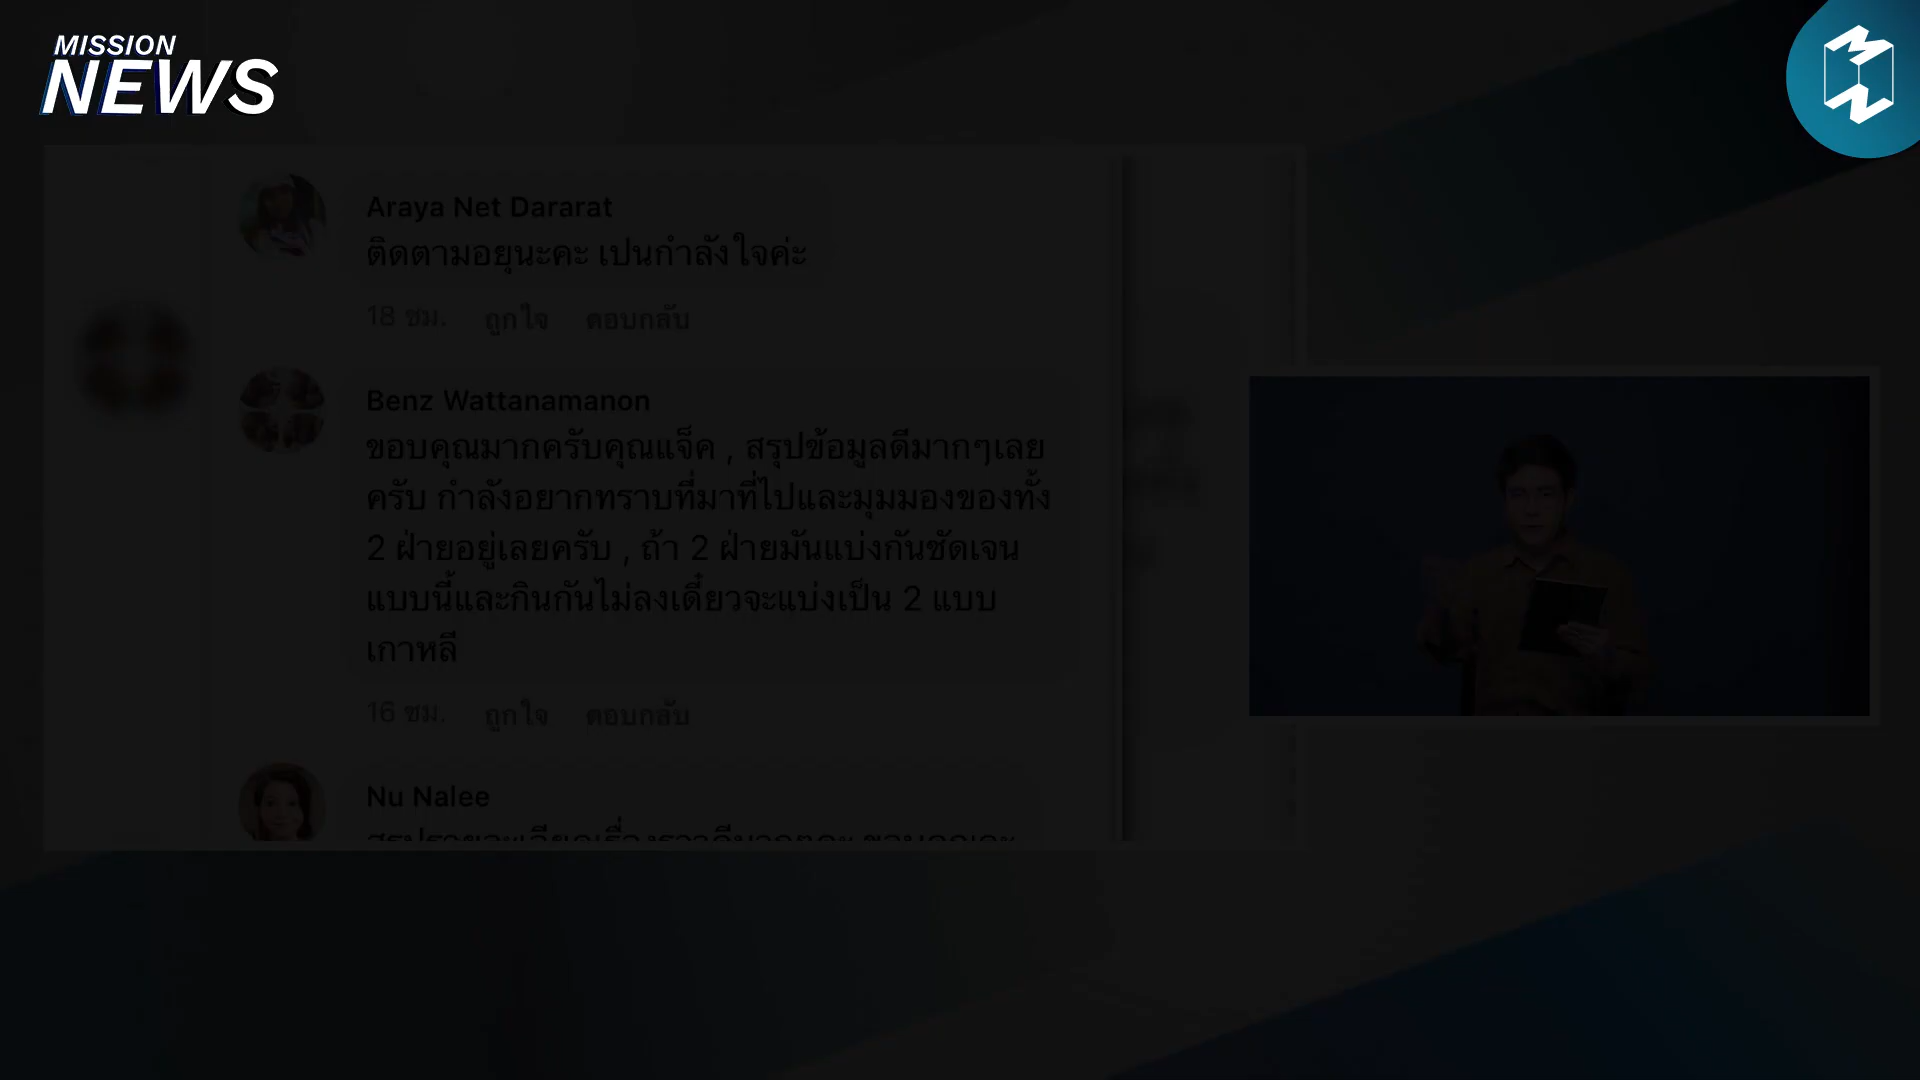 MISSION
NEWS
Araya Net Dararat
ติดตามอยุนะคะ เปนกำลังใจค่ะ
18 ชม. ถูกใจ ตอบกลับ
Benz Wattanamanon
ขอบคุณมากครับคุณแจ็ค , สรุปข้อมูลดีมากๆเลย
ครับ กำลังอยากทราบที่มาที่ไปและมุมมองของทั้ง
2 ฝ่ายอยู่เลยครับ , ถ้า 2 ฝ่ายมันแบ่งกันชัดเจน
แบบนี้และกินกันไม่ลงเดี๋ยวจะแบ่งเป็น 2 แบบ
เกาหลี
16 ชม. ถูกใจ ตอบกลับ
Nu Nalee